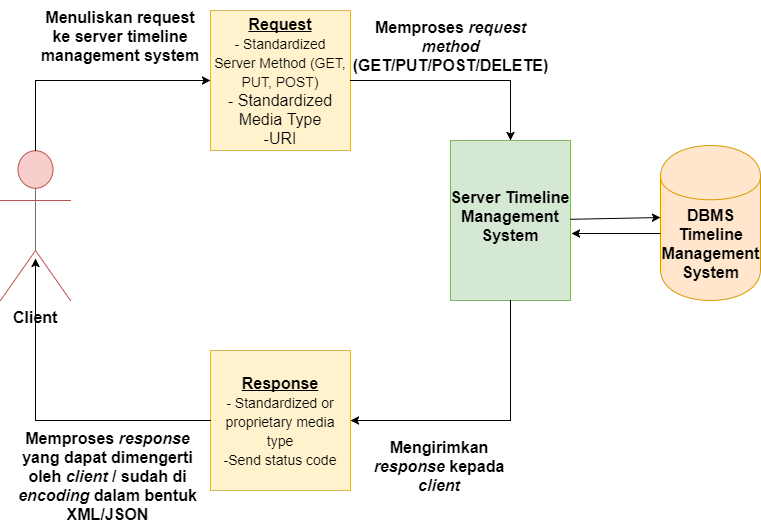 Menuliskan request
ke server timeline
management system
Request
- Standardized
Server Method (GET,
PUT, POST)
- Standardized
Media Type
-URI
Memproses request
method
(GET/PUT/POST/DELETE)
Server Timeline
Management
System
DBMS
Timeline
Management
System
Client
Response
- Standardized or
proprietary media
type
-Send status code
Mengirimkan
response kepada
client
Memproses response
yang dapat dimengerti
oleh client / sudah di
encoding dalam bentuk
XML/JSON